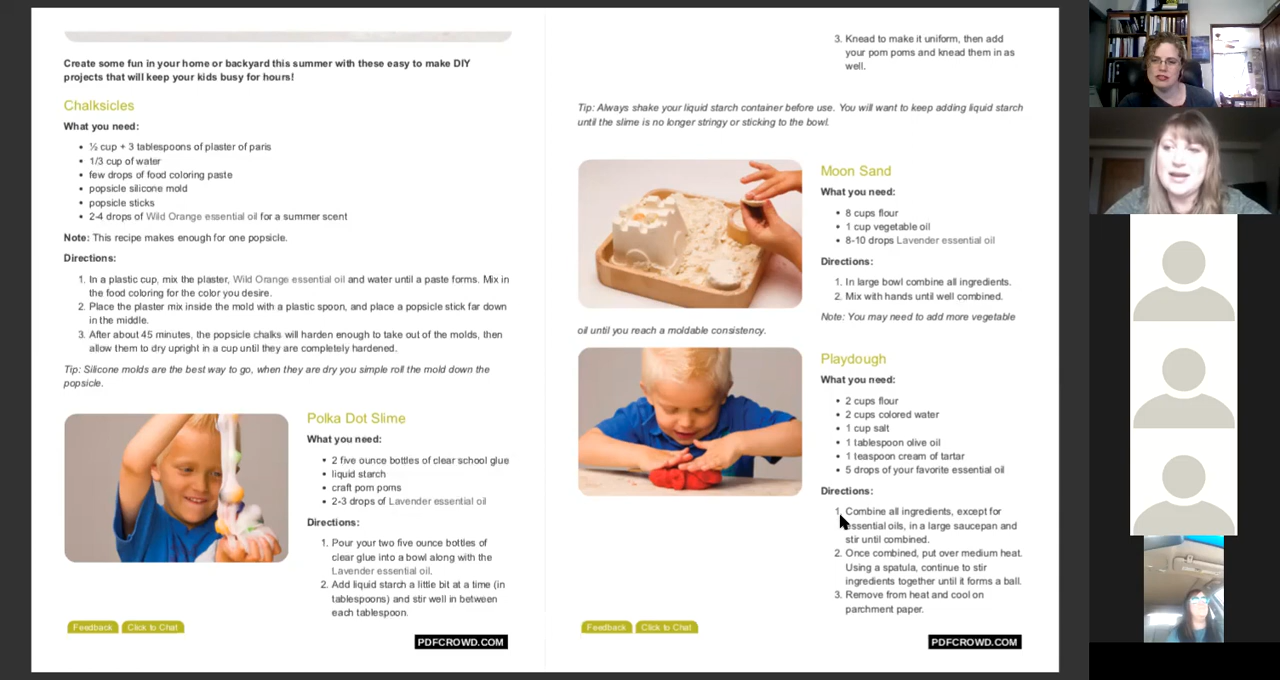 Create some fun in your home or backyard this summer with these easy to make DIY
projects that will keep your kids busy for hours!
Chalksicles
What you need:
• ½ cup + 3 tablespoons of plaster of paris
• 1/3 cup of water
• few drops of food coloring paste
• popsicle silicone mold
• popsicle sticks
• 2-4 drops of Wild Orange essential oil for a summer scent
Note: This recipe makes enough for one popsicle.
Directions:
1. In a plastic cup, mix the plaster, Wild Orange essential oil and water until a paste forms. Mix in
the food coloring for the color you desire.
2. Place the plaster mix inside the mold with a plastic spoon, and place a popsicle stick far down
in the middle.
3. After about 45 minutes, the popsicle chalks will harden enough to take out of the molds, then
allow them to dry upright in a cup until they are completely hardened.
Tip: Silicone molds are the best way to go, when they are dry you simple roll the mold down the
popsicle.
Polka Dot Slime
What you need:
• 2 five ounce bottles of clear school glue
• liquid starch
• craft pom poms
• 2-3 drops of Lavender essential oil
Directions:
1. Pour your two five ounce bottles of
clear glue into a bowl along with the
Lavender essential oil.
2. Add liquid starch a little bit at a time (in
tablespoons) and stir well in between
each tablespoon.
Feedback Click to Chat
PDFCROWD.COM
3. Knead to make it uniform, then add
your pom poms and knead them in as
well.
Tip: Always shake your liquid starch container before use. You will want to keep adding liquid starch
until the slime is no longer stringy or sticking to the bowl.
Moon Sand
What you need:
• 8 cups flour
• 1 cup vegetable oil
• 8-10 drops Lavender essential oil
Directions:
1. In large bowl combine all ingredients.
2. Mix with hands until well combined.
Note: You may need to add more vegetable
oil until you reach a moldable consistency.
Playdough
What you need:
• 2 cups flour
• 2 cups colored water
• 1 cup salt
• 1 tablespoon olive oil
• 1 teaspoon cream of tartar
• 5 drops of your favorite essential oil
Directions:
1. Combine all ingredients, except for
essential oils, in a large saucepan and
stir until combined.
2. Once combined, put over medium heat.
Using a spatula, continue to stir
ingredients together until it forms a ball.
3. Remove from heat and cool on
parchment paper.
Feedback Click to Chat
PDFCROWD.COM